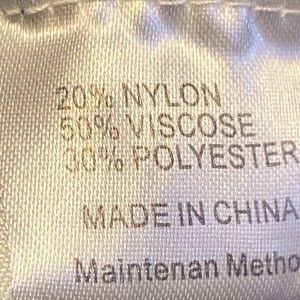 20% NYLON
50% VISCOSE
30% POLYESTER
MADE IN CHINA
Maintenan Metho